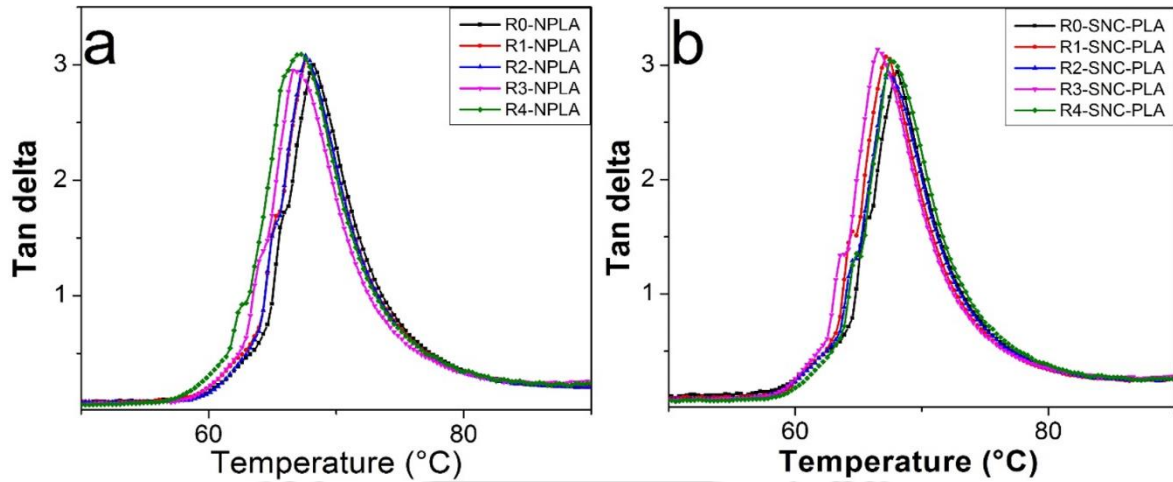 a
R0-NPLA
R1-NPLA
R2-NPLA
R3-NPLA
R4-NPLA
3
2
1
Tan delta
60
80
Temperature (°C)
b
R0-SNC-PLA
R1-SNC-PLA
R2-SNC-PLA
R3-SNC-PLA
R4-SNC-PLA
3
2
1
Tan delta
60
80
Temperature (°C)